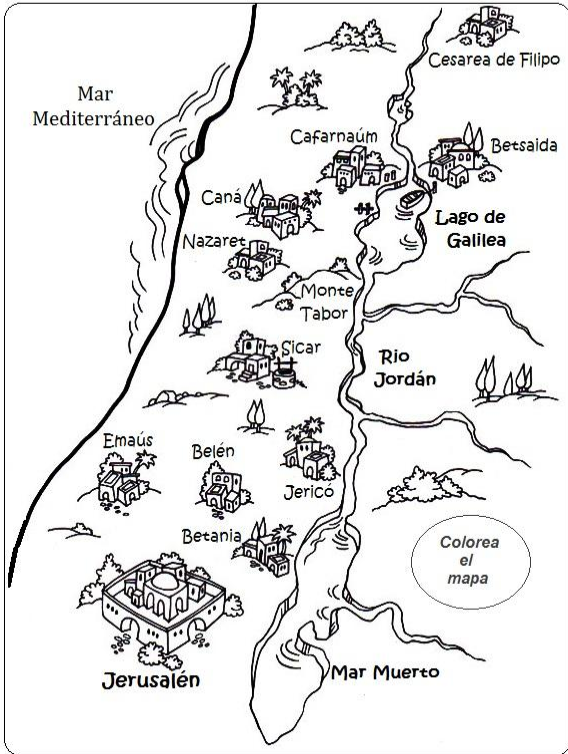 Cesarea de Filipo
Mar
Mediterráneo
Cafarnaúm
Betsaida
Caná
Lago de
Galilea
Nazaret
Monte
Tabor
Sicar
Rio
Jordán
Emaús
Belén
Jericó
Betania
Colorea
el
mapa
Jerusalén
Mar Muerto